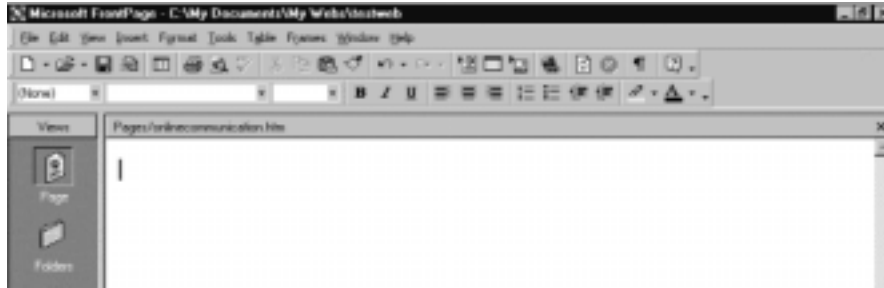 Microsoft FrontPage - C:\My Documents\My Webs\testweb
File Edit View Insert Format Tools Table Frames Window Help
(None)
B I U A
Views
Pages/onlinecommunication.htm
Page
Folders